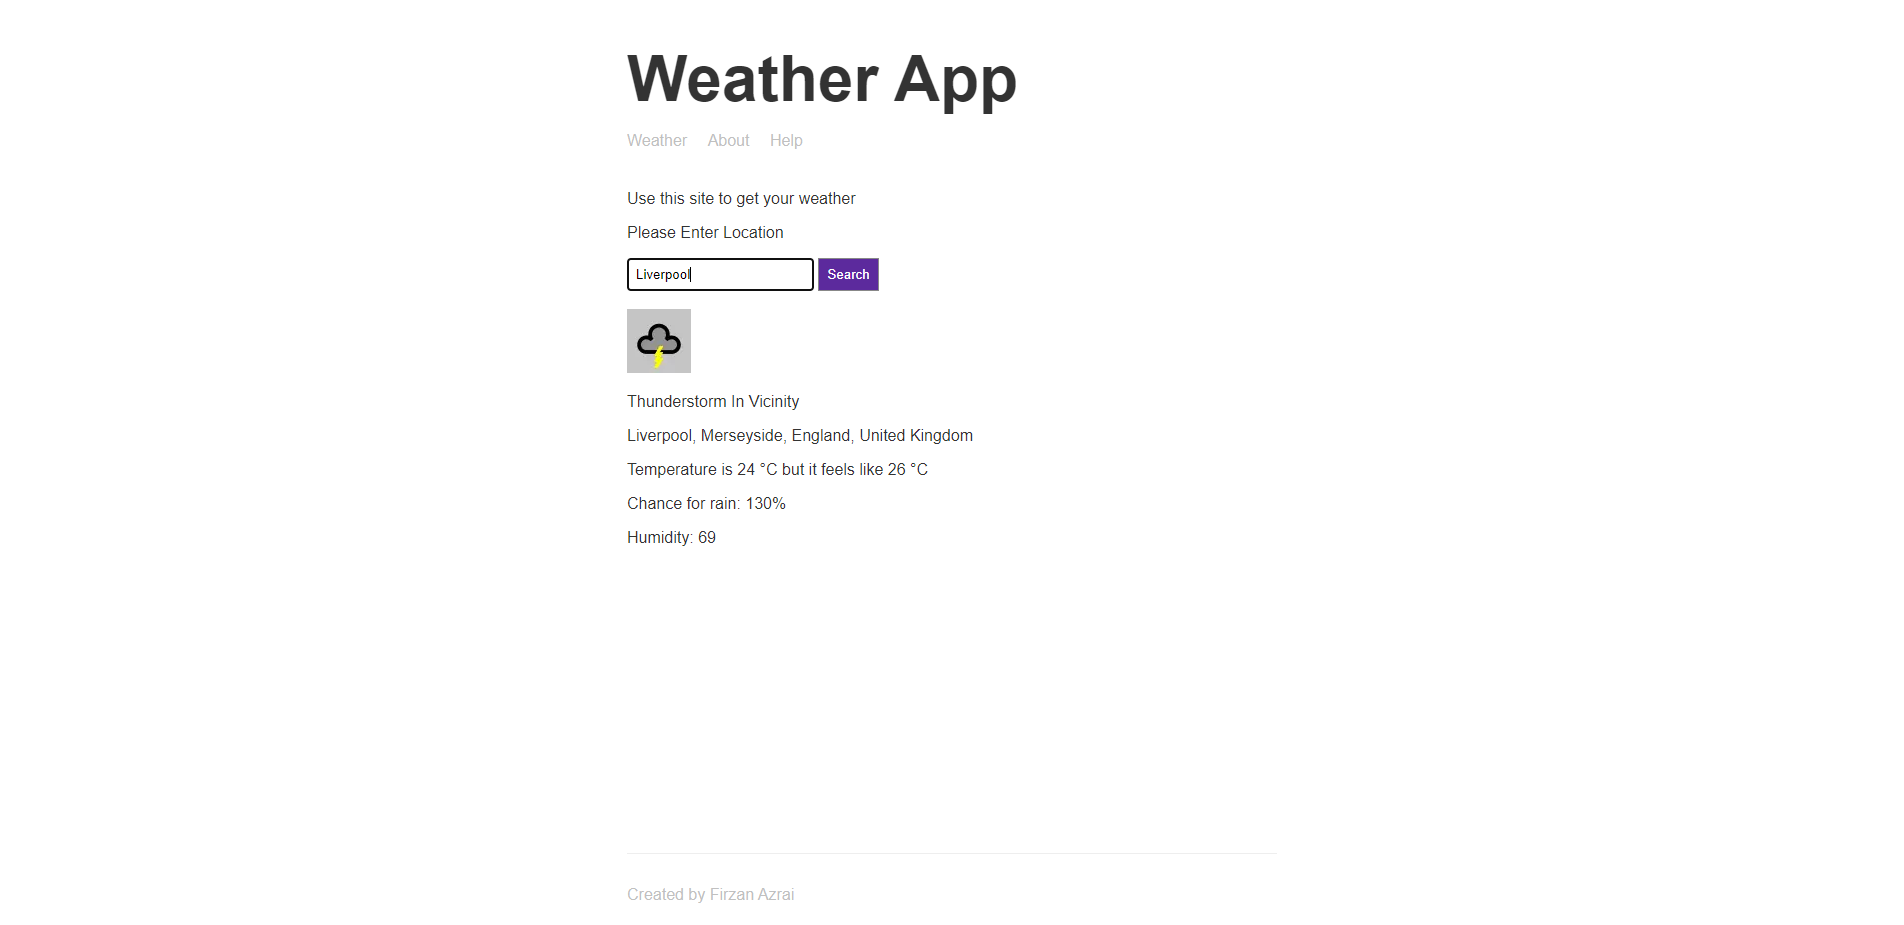 Weather App
Weather About Help
Use this site to get your weather
Please Enter Location
Liverpool Search
Thunderstorm In Vicinity
Liverpool, Merseyside, England, United Kingdom
Temperature is 24 °C but it feels like 26 °C
Chance for rain: 130%
Humidity: 69
Created by Firzan Azrai